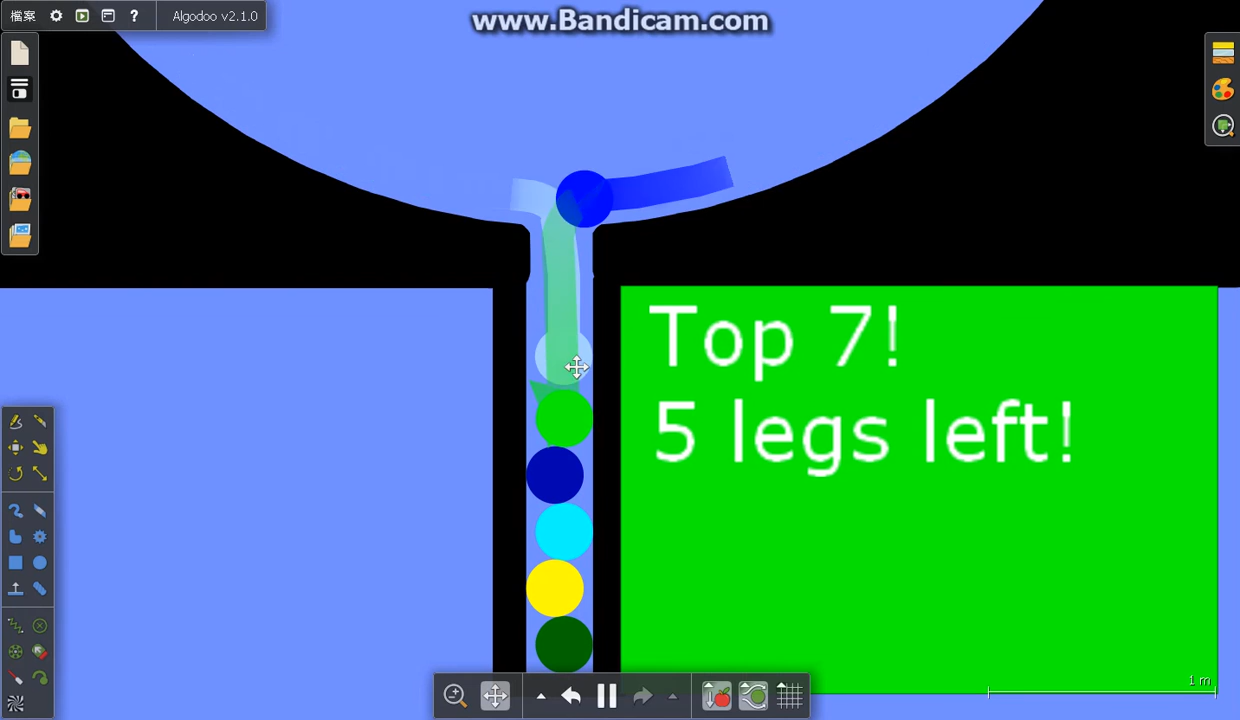 www.Bandicam.com
檔案
?
Algodoo v2.1.0
Top 7!
5 legs left!
1 m